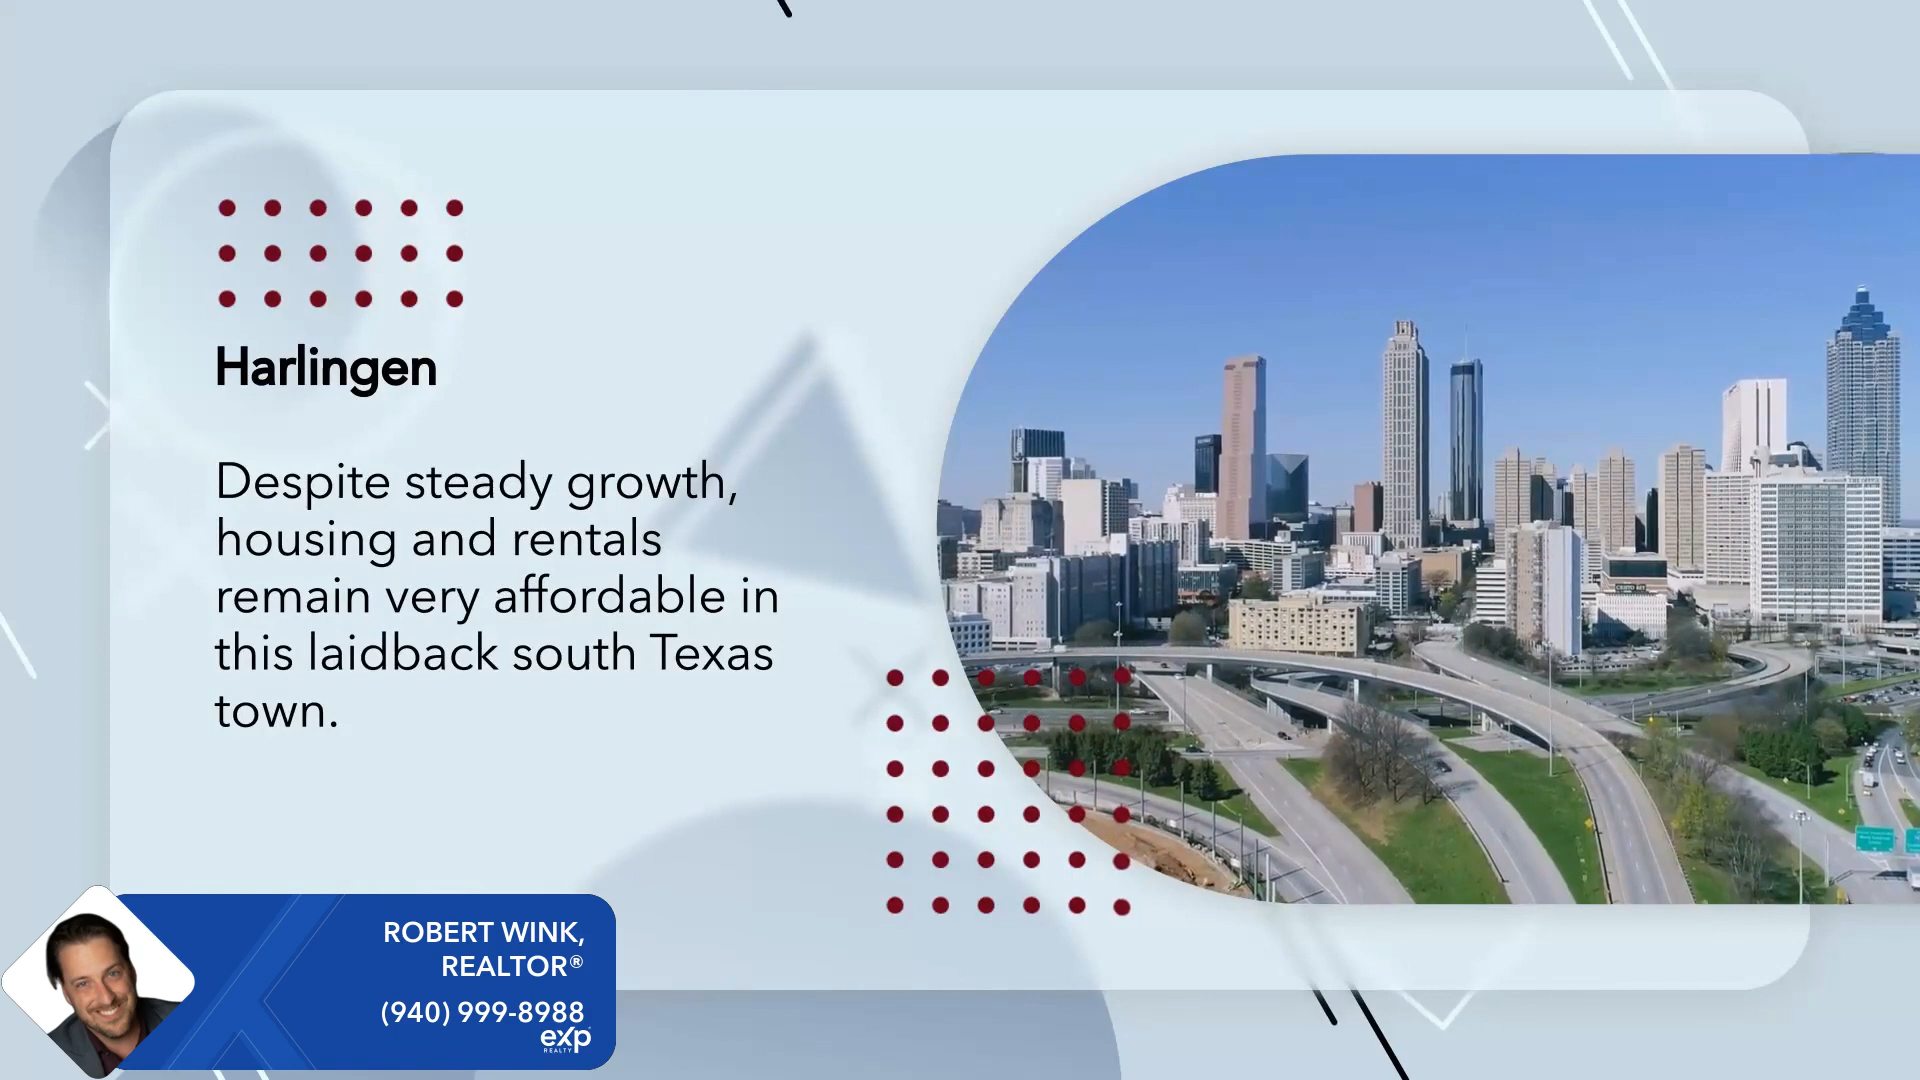 Harlingen
Despite steady growth,
housing and rentals
remain very affordable in
this laidback south Texas
town.
ROBERT WINK,
REALTOR®
(940) 999-8988
eXp
REALTY